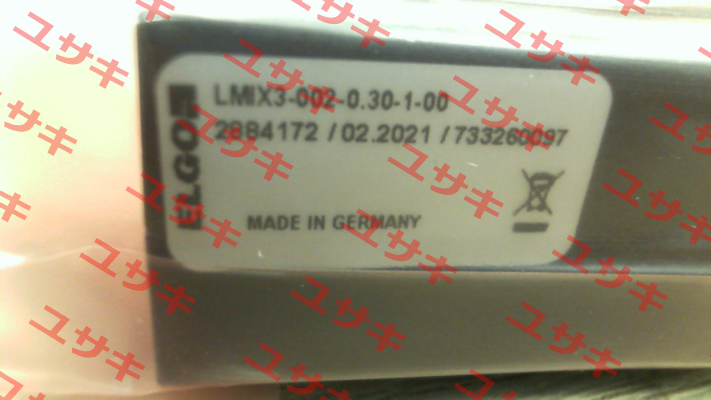 ELGO
LMIX3-002-0.30-1-00
2884172 / 02.2021 / 733260097
MADE IN GERMANY
ユサキ